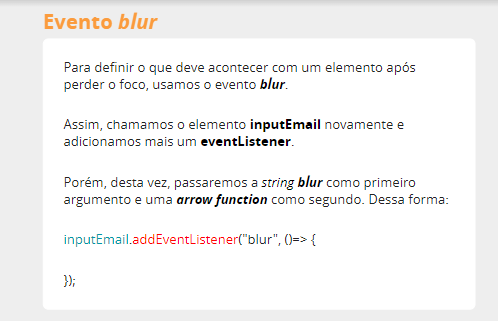 Evento blur
Para definir o que deve acontecer com um elemento após
perder o foco, usamos o evento blur.
Assim, chamamos o elemento inputEmail novamente e
adicionamos mais um eventListener.
Porém, desta vez, passaremos a string blur como primeiro
argumento e uma arrow function como segundo. Dessa forma:
inputEmail.addEventListener("blur", ()=> {
});